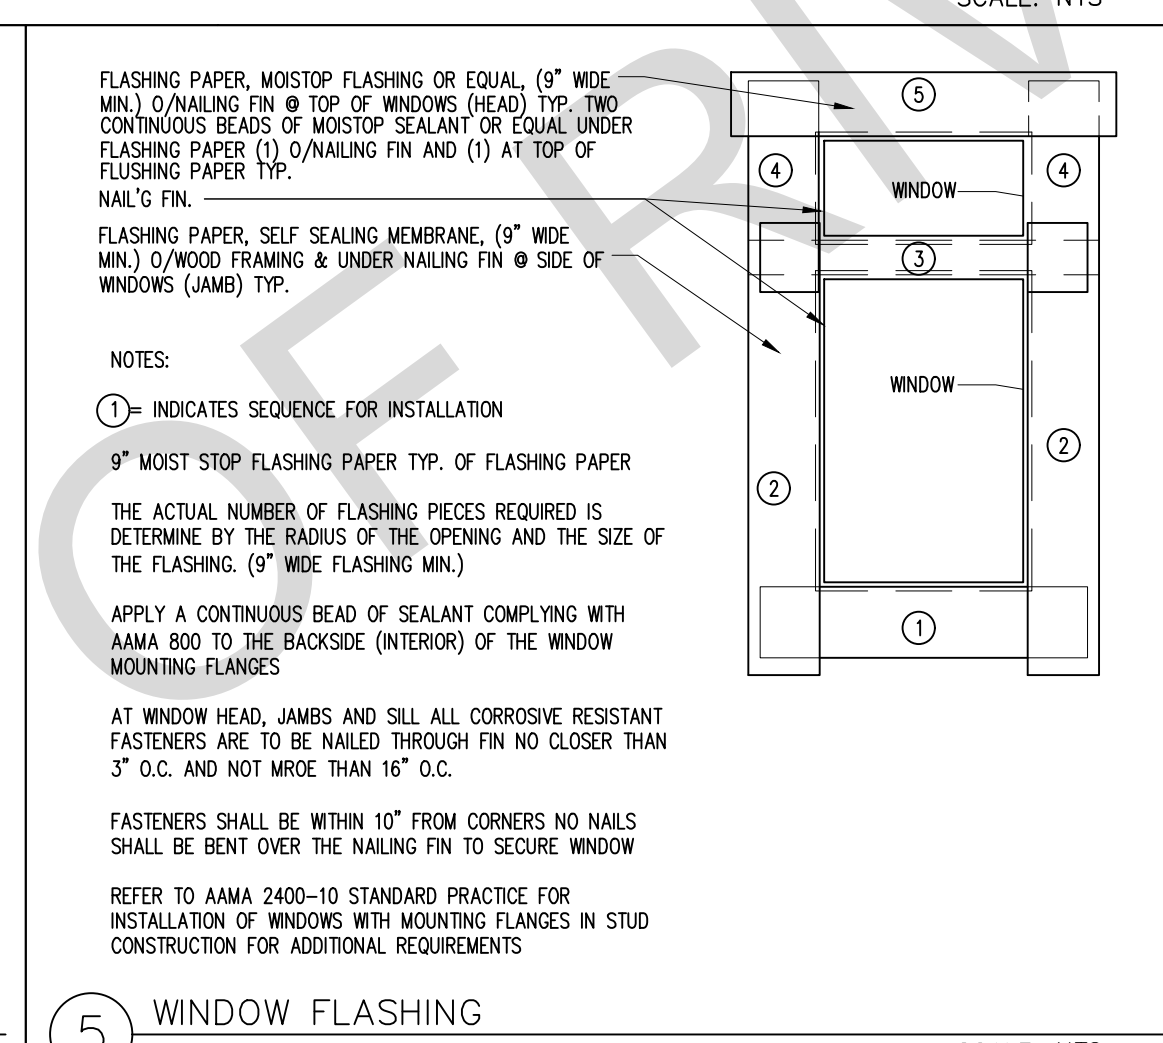 FLASHING PAPER, MOISTOP FLASHING OR EQUAL, (9" WIDE
MIN.) O/NAILING FIN @ TOP OF WINDOWS (HEAD) TYP. TWO
CONTINUOUS BEADS OF MOISTOP SEALANT OR EQUAL UNDER
FLASHING PAPER (1) O/NAILING FIN AND (1) AT TOP OF
FLUSHING PAPER TYP.
NAIL'G FIN.
FLASHING PAPER, SELF SEALING MEMBRANE, (9" WIDE
MIN.) O/WOOD FRAMING & UNDER NAILING FIN @ SIDE OF
WINDOWS (JAMB) TYP.
NOTES:
1 = INDICATES SEQUENCE FOR INSTALLATION
9" MOIST STOP FLASHING PAPER TYP. OF FLASHING PAPER
THE ACTUAL NUMBER OF FLASHING PIECES REQUIRED IS
DETERMINE BY THE RADIUS OF THE OPENING AND THE SIZE OF
THE FLASHING. (9" WIDE FLASHING MIN.)
APPLY A CONTINUOUS BEAD OF SEALANT COMPLYING WITH
AAMA 800 TO THE BACKSIDE (INTERIOR) OF THE WINDOW
MOUNTING FLANGES
AT WINDOW HEAD, JAMBS AND SILL ALL CORROSIVE RESISTANT
FASTENERS ARE TO BE NAILED THROUGH FIN NO CLOSER THAN
3" O.C. AND NOT MROE THAN 16" O.C.
FASTENERS SHALL BE WITHIN 10" FROM CORNERS NO NAILS
SHALL BE BENT OVER THE NAILING FIN TO SECURE WINDOW
REFER TO AAMA 2400-10 STANDARD PRACTICE FOR
INSTALLATION OF WINDOWS WITH MOUNTING FLANGES IN STUD
CONSTRUCTION FOR ADDITIONAL REQUIREMENTS
5
4
4
WINDOW
3
WINDOW
2
2
1
5 WINDOW FLASHING
SCALE: NTS
OF RIV